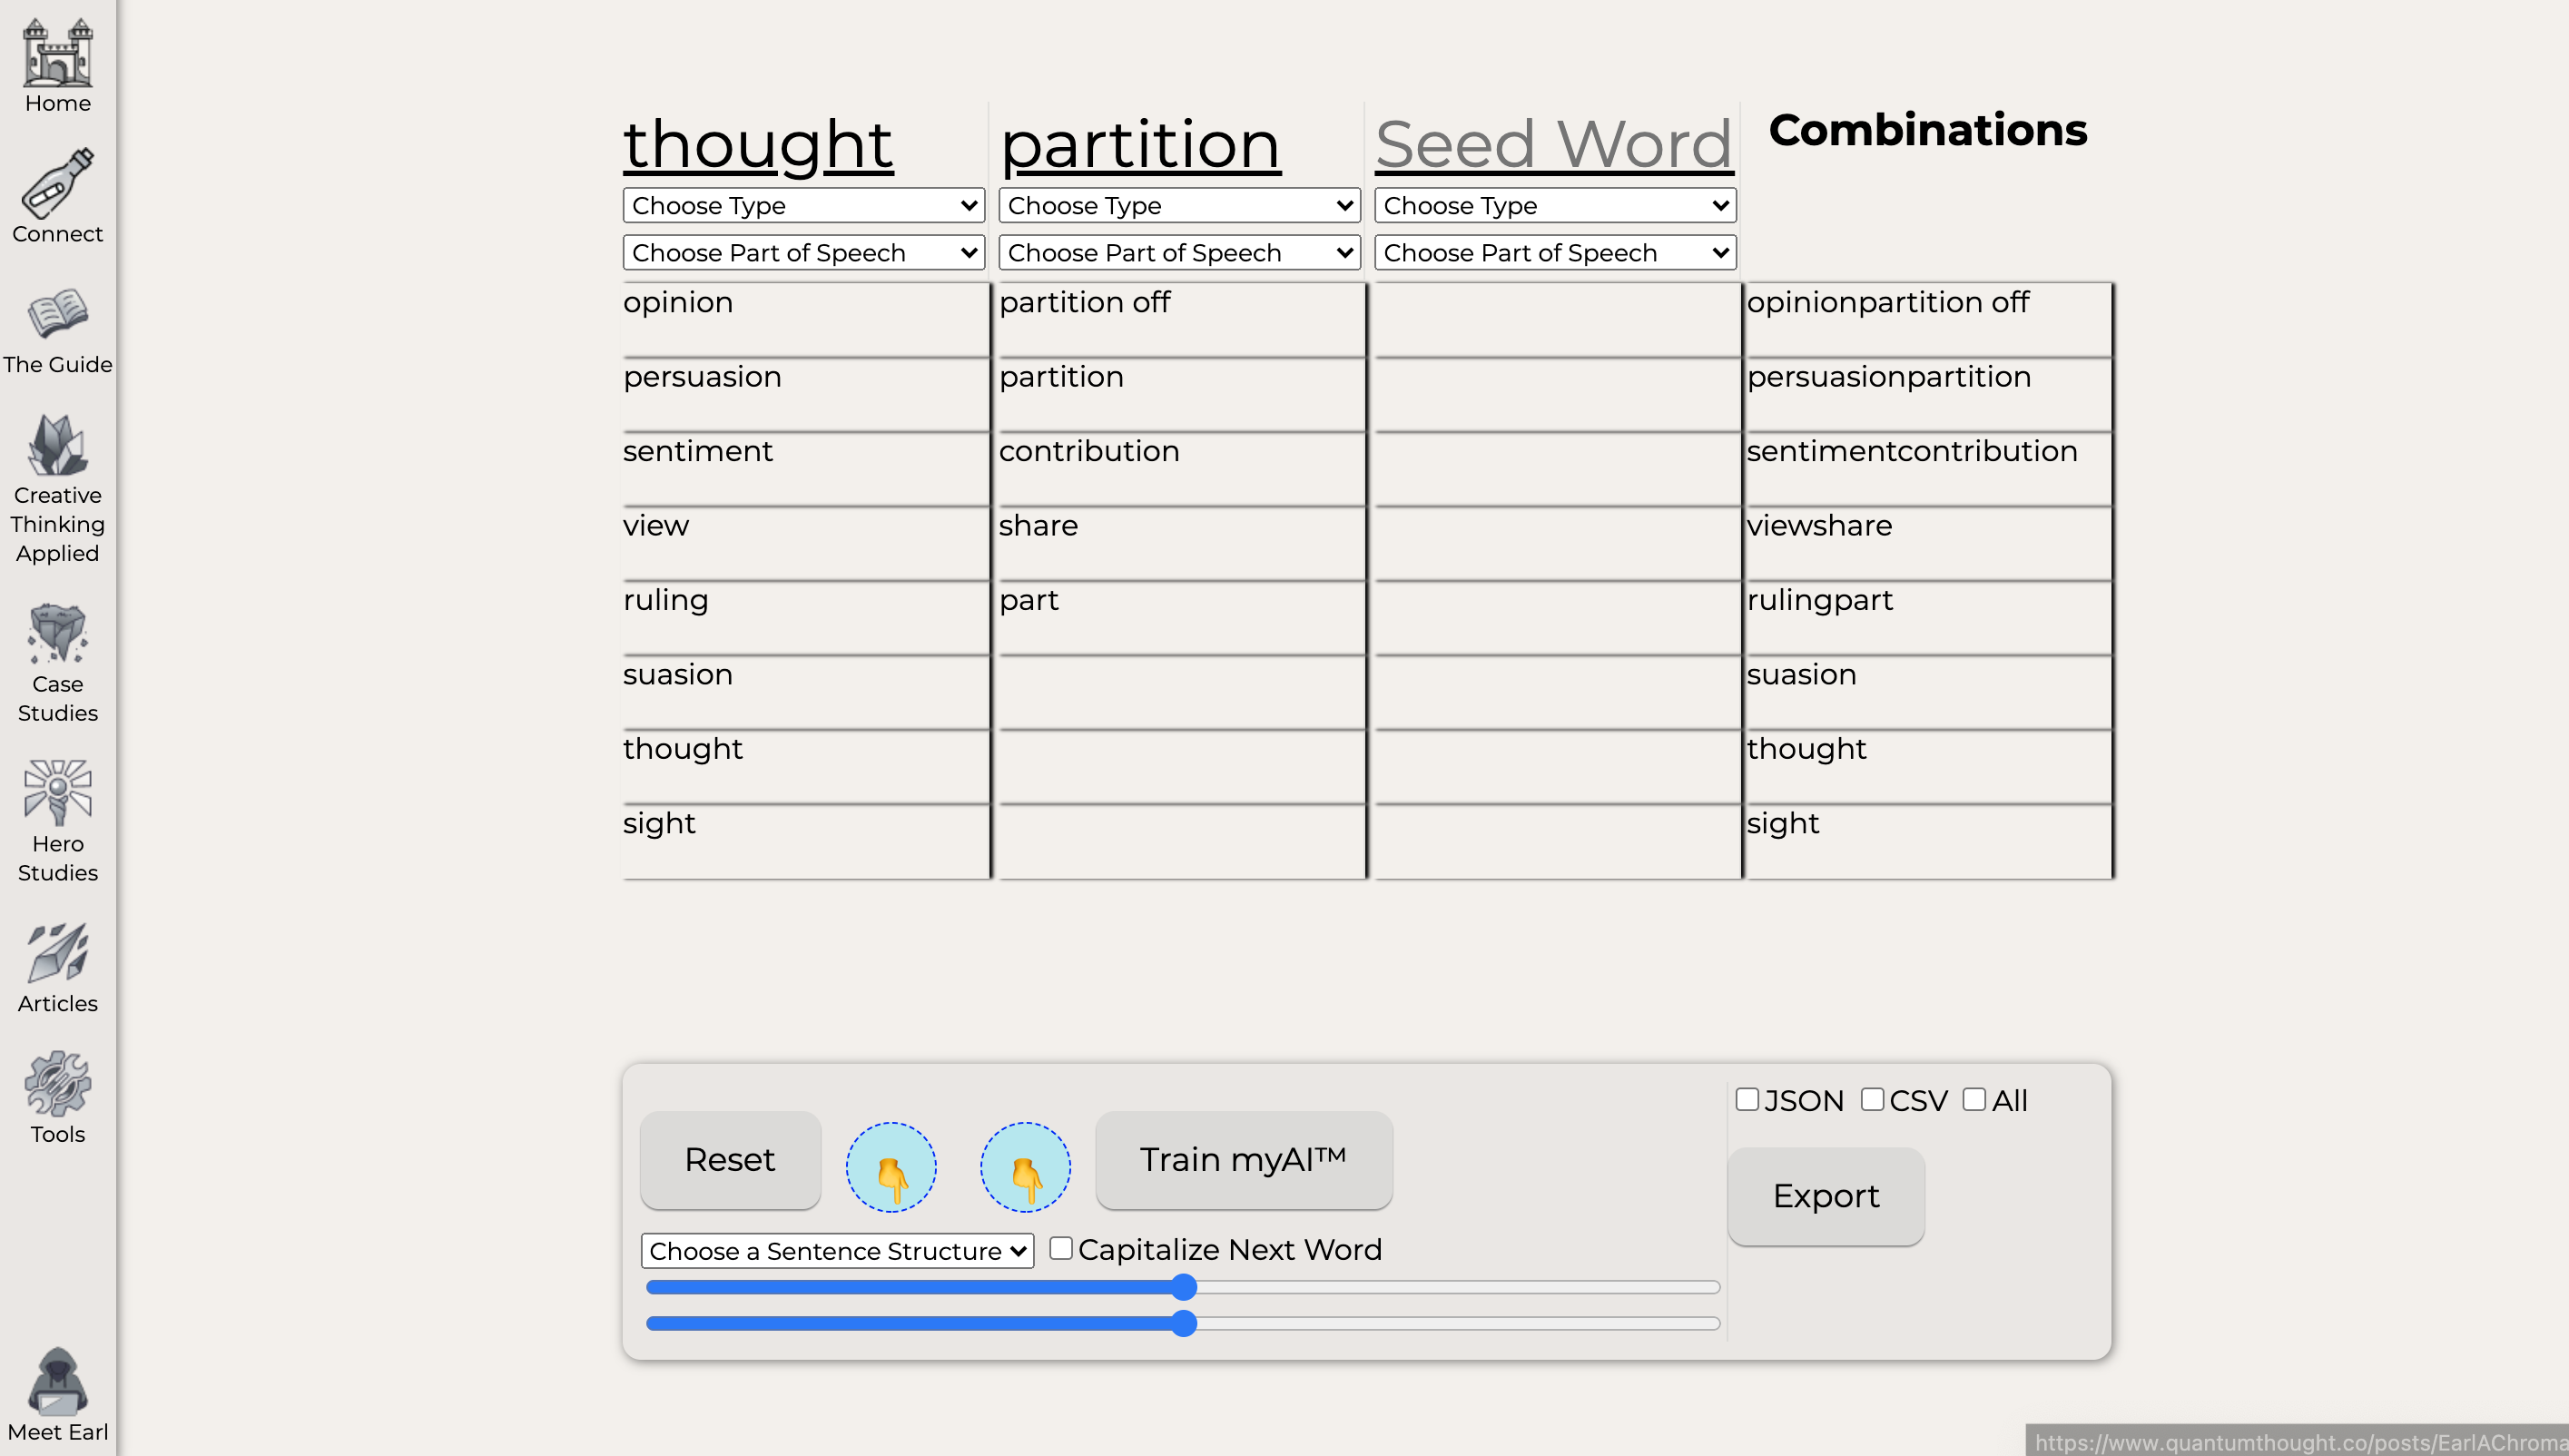 Home
Connect
The Guide
Creative
Thinking
Applied
Case
Studies
Hero
Studies
Articles
Tools
Meet Earl
thought
partition
Seed Word
Combinations
Choose Type
Choose Type
Choose Type
Choose Part of Speech
Choose Part of Speech
Choose Part of Speech
opinion
partition off
opinionpartition off
persuasion
partition
persuasionpartition
sentiment
contribution
sentimentcontribution
view
share
viewshare
ruling
part
rulingpart
suasion
suasion
thought
thought
sight
sight
Reset
Train myAI™
Choose a Sentence Structure
Capitalize Next Word
JSON
CSV
All
Export
https://www.quantumthought.co/posts/EarlAChroma